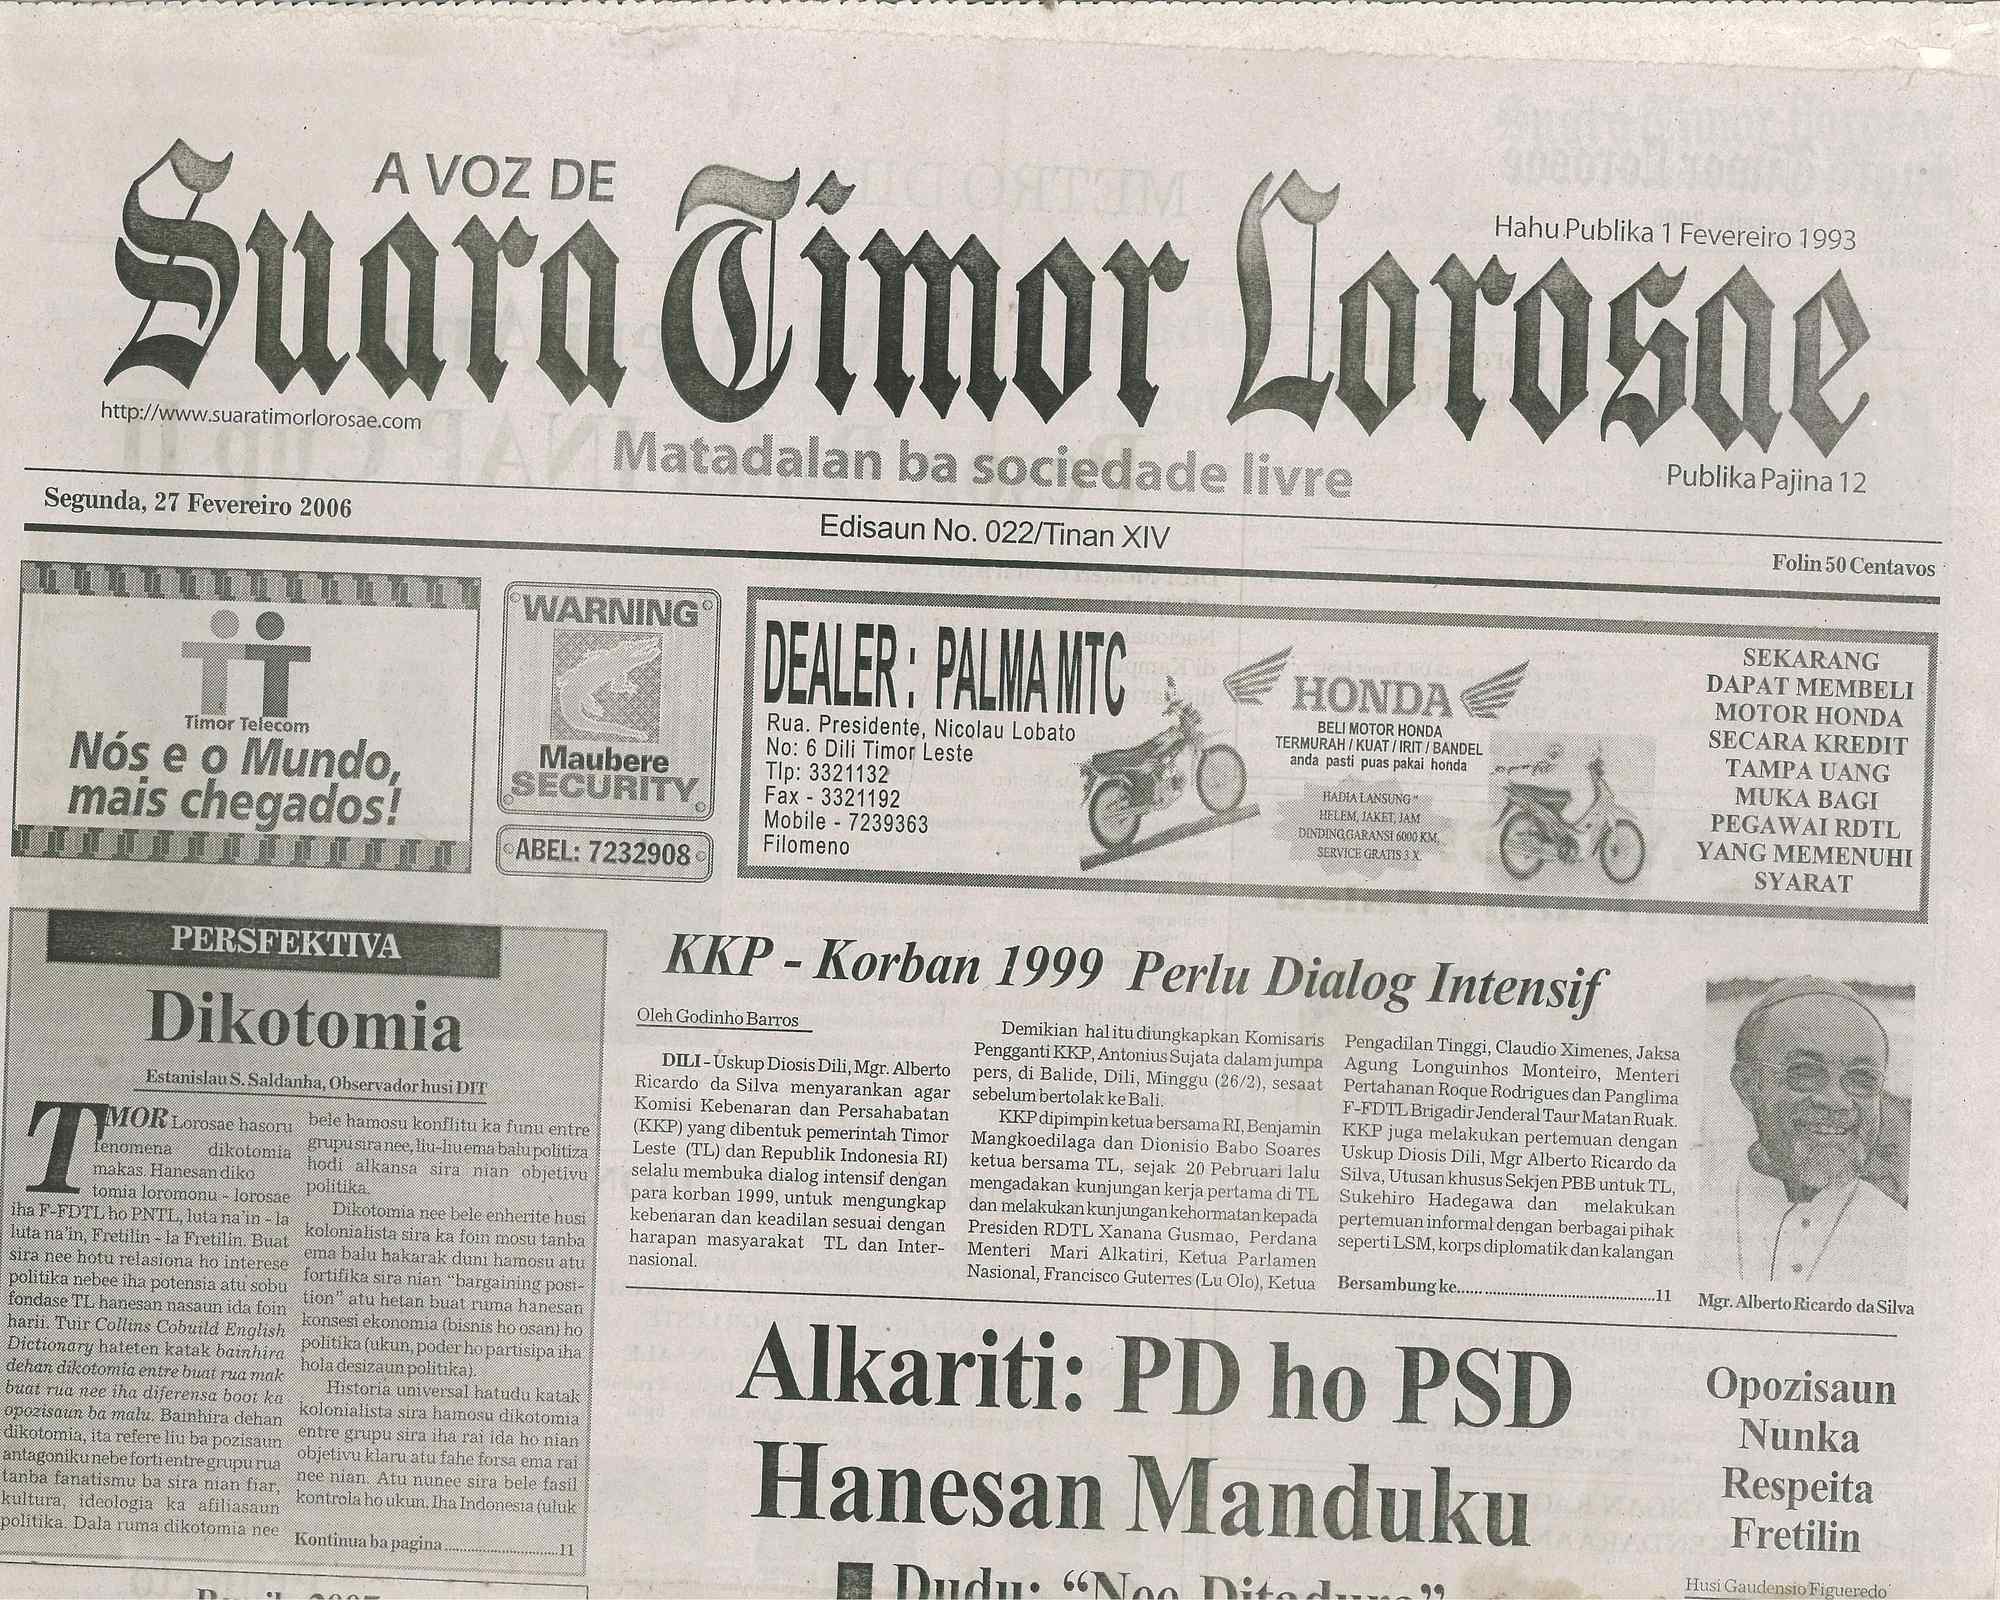 A VOZ DE
Suara Timor Lorosae
Hahu Publika 1 Fevereiro 1993
http://www.suaratimorlorosae.com
Matadalan ba sociedade livre
Publika Pajina 12
Segunda, 27 Fevereiro 2006
Edisaun No. 022/Tinan XIV
Folin 50 Centavos
Timor Telecom
Nós e o Mundo,
mais chegados!
WARNING
Maubere
SECURITY
ABEL: 7232908
DEALER : PALMA MTC
Rua. Presidente, Nicolau Lobato
No: 6 Dili Timor Leste
Tlp: 3321132
Fax - 3321192
Mobile - 7239363
Filomeno
HONDA
BELI MOTOR HONDA
TERMURAH / KUAT / IRIT / BANDEL
anda pasti puas pakai honda
HADIA LANSUNG "
HELEM, JAKET, JAM
DINDING,GARANSI 6000 KM,
SERVICE GRATIS 3 X.
SEKARANG
DAPAT MEMBELI
MOTOR HONDA
SECARA KREDIT
TAMPA UANG
MUKA BAGI
PEGAWAI RDTL
YANG MEMENUHI
SYARAT
PERSFEKTIVA
Dikotomia
Estanislau S. Saldanha, Observador husi DIT
TMOR Lorosae hasoru
fenomena dikotomia
makas. Hanesan diko
tomia loromonu - lorosae
iha F-FDTL ho PNTL, luta na'in - la
luta na'in, Fretilin - la Fretilin. Buat
sira nee hotu relasiona ho interese
politika nebee iha potensia atu sobu
fondase TL hanesan nasaun ida foin
harii. Tuir Collins Cobuild English
Dictionary hateten katak bainhira
dehan dikotomia entre buat rua mak
buat rua nee iha diferensa boot ka
opozisaun ba malu. Bainhira dehan
dikotomia, ita refere liu ba pozisaun
antagoniku nebe forti entre grupu rua
tanba fanatismu ba sira nian fiar,
kultura, ideologia ka afiliasaun
politika. Dala ruma dikotomia nee
bele hamosu konflitu ka funu entre
grupu sira nee, liu-liu ema balu politiza
hodi alkansa sira nian objetivu
politika.
Dikotomia nee bele enherite husi
kolonialista sira ka foin mosu tanba
ema balu hakarak duni hamosu atu
fortifika sira nian "bargaining posi-
tion" atu hetan buat ruma hanesan
konsesi ekonomia (bisnis ho osan) ho
politika (ukun, poder ho partisipa iha
hola desizaun politika).
Historia universal hatudu katak
kolonialista sira hamosu dikotomia
entre grupu sira iha rai ida ho nian
objetivu klaru atu fahe forsa ema rai
nee nian. Atu nunee sira bele fasil
kontrola ho ukun. Iha Indonesia (uluk
Kontinua ba pagina..............................11
KKP - Korban 1999 Perlu Dialog Intensif
Oleh Godinho Barros
DILI - Uskup Diosis Dili, Mgr. Alberto
Ricardo da Silva menyarankan agar
Komisi Kebenaran dan Persahabatan
(KKP) yang dibentuk pemerintah Timor
Leste (TL) dan Republik Indonesia RI)
selalu membuka dialog intensif dengan
para korban 1999, untuk mengungkap
kebenaran dan keadilan sesuai dengan
harapan masyarakat TL dan Inter-
nasional.
Demikian hal itu diungkapkan Komisaris
Pengganti KKP, Antonius Sujata dalam jumpa
pers, di Balide, Dili, Minggu (26/2), sesaat
sebelum bertolak ke Bali.
KKP dipimpin ketua bersama RI, Benjamin
Mangkoedilaga dan Dionisio Babo Soares
ketua bersama TL, sejak 20 Pebruari lalu
mengadakan kunjungan kerja pertama di TL
dan melakukan kunjungan kehormatan kepada
Presiden RDTL Xanana Gusmao, Perdana
Menteri Mari Alkatiri, Ketua Parlamen
Nasional, Francisco Guterres (Lu Olo), Ketua
Pengadilan Tinggi, Claudio Ximenes, Jaksa
Agung Longuinhos Monteiro, Menteri
Pertahanan Roque Rodrigues dan Panglima
F-FDTL Brigadir Jenderal Taur Matan Ruak.
KKP juga melakukan pertemuan dengan
Uskup Diosis Dili, Mgr Alberto Ricardo da
Silva, Utusan khusus Sekjen PBB untuk TL,
Sukehiro Hadegawa dan melakukan
pertemuan informal dengan berbagai pihak
seperti LSM, korps diplomatik dan kalangan
Bersambung ke......................................................11
Mgr. Alberto Ricardo da Silva
Alkariti: PD ho PSD
Hanesan Manduku
Dudu: "Nee Ditadura"
Opozisaun
Nunka
Respeita
Fretilin
Husi Gaudensio Figueredo